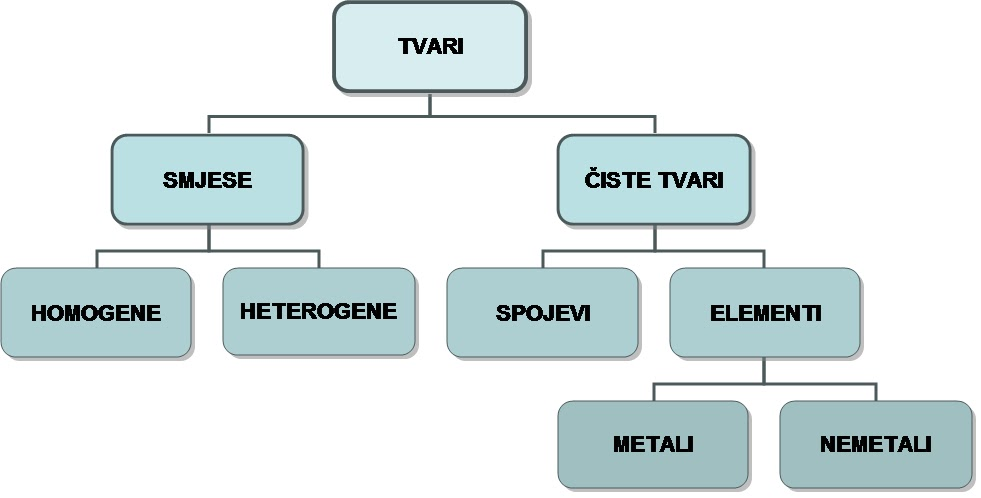 TVARI
SMJESE
ČISTE TVARI
HOMOGENE
HETEROGENE
SPOJEVI
ELEMENTI
METALI
NEMETALI